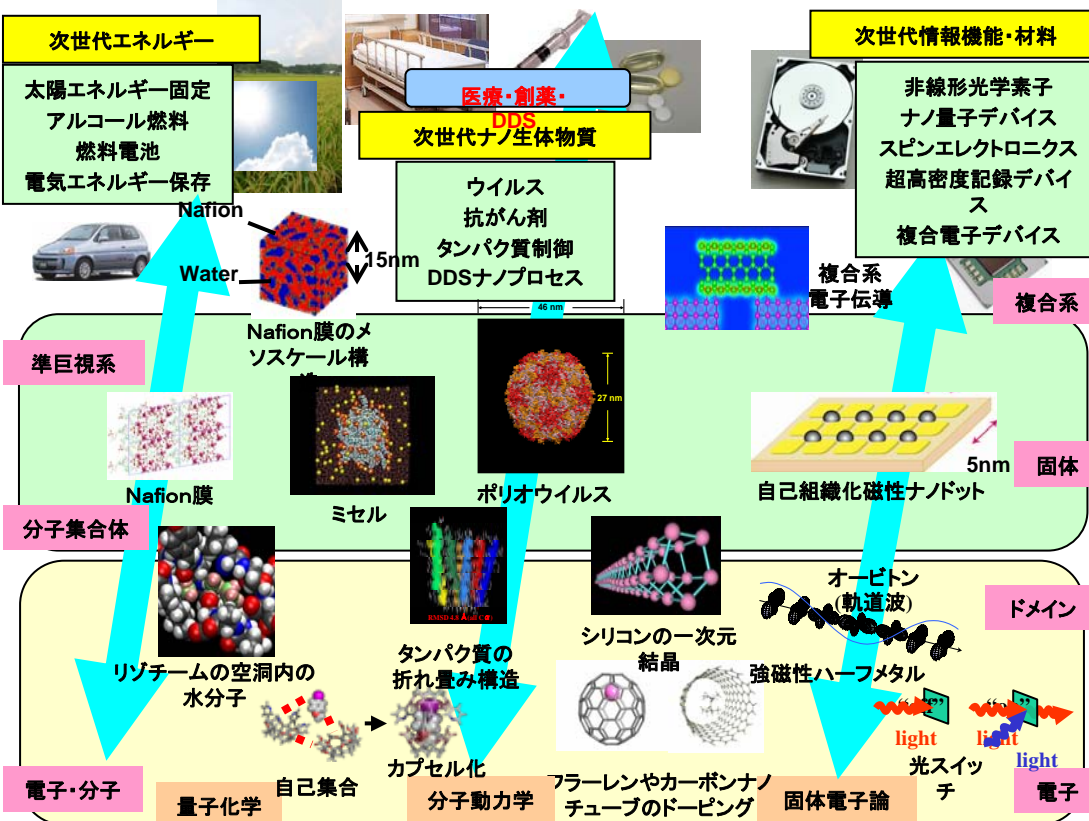 次世代エネルギー
太陽エネルギー固定
アルコール燃料
燃料電池
電気エネルギー保存
医療・創薬・
DDS
次世代ナノ生体物質
ウイルス
抗がん剤
タンパク質制御
DDSナノプロセス
次世代情報機能・材料
非線形光学素子
ナノ量子デバイス
スピンエレクトロニクス
超高密度記録デバイ
ス
複合電子デバイス
Nafion
Water
15nm
Nafion膜のメ
ソスケール構
46 nm
27 nm
複合系
電子伝導
複合系
準巨視系
Nafion膜
ミセル
ポリオウイルス
5nm
自己組織化磁性ナノドット
固体
分子集合体
リゾチームの空洞内の
水分子
タンパク質の
折れ畳み構造
シリコンの一次元
結晶
オービトン
(軌道波)
強磁性ハーフメタル
ドメイン
自己集合
カプセル化
フラーレンやカーボンナノ
チューブのドーピング
light
light
light
光スイッ
チ
電子・分子
量子化学
分子動力学
固体電子論
電子